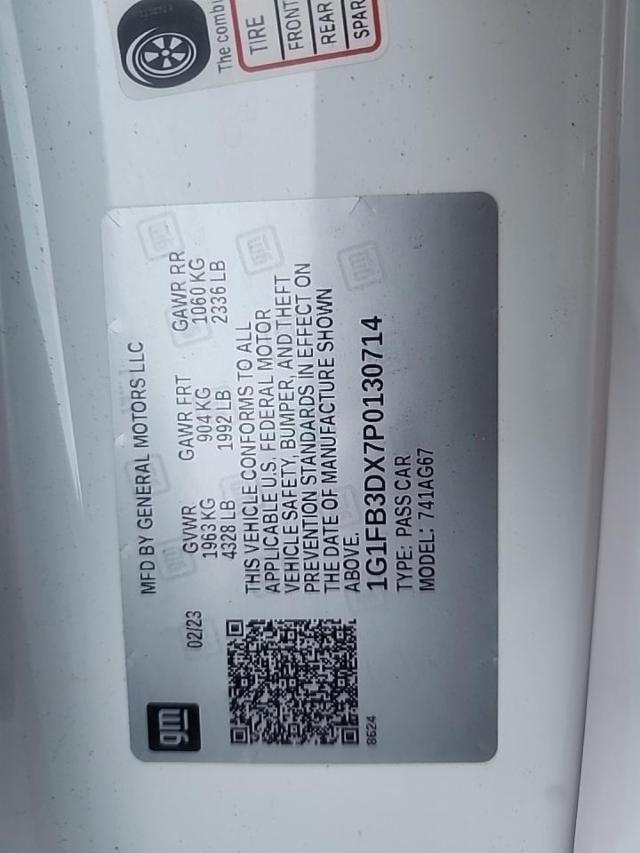 The combi
TIRE
FRONT
REAR
SPAR
MFD BY GENERAL MOTORS LLC
02/23
GVWR GAWR FRT GAWR RR
1963 KG 904 KG 1060 KG
4328 LB 1992 LB 2336 LB
THIS VEHICLE CONFORMS TO ALL
APPLICABLE U.S. FEDERAL MOTOR
VEHICLE SAFETY, BUMPER, AND THEFT
PREVENTION STANDARDS IN EFFECT ON
THE DATE OF MANUFACTURE SHOWN
ABOVE.
1G1FB3DX7P0130714
TYPE: PASS CAR
MODEL: 741AG67
gm
8624